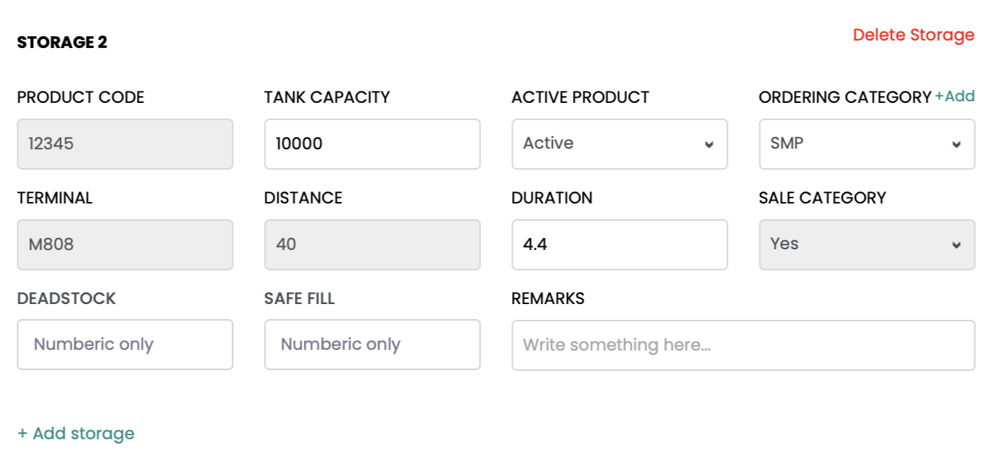 STORAGE 2 Delete Storage
PRODUCT CODE TANK CAPACITY ACTIVE PRODUCT ORDERING CATEGORY +Add
12345 10000 Active SMP
TERMINAL DISTANCE DURATION SALE CATEGORY
M808 40 4.4 Yes
DEADSTOCK SAFE FILL REMARKS
Numberic only Numberic only Write something here...
+ Add storage